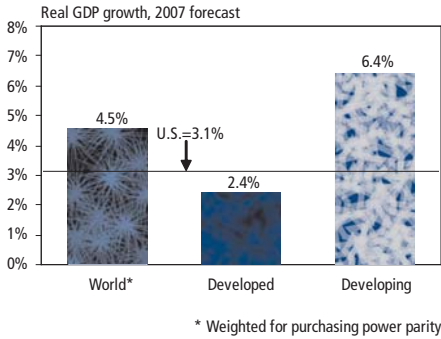 Real GDP growth, 2007 forecast
8%
7%
6%
5%
4%
3%
2%
1%
0%
4.5%
U.S.=3.1%
2.4%
6.4%
World*
Developed
Developing
* Weighted for purchasing power parity